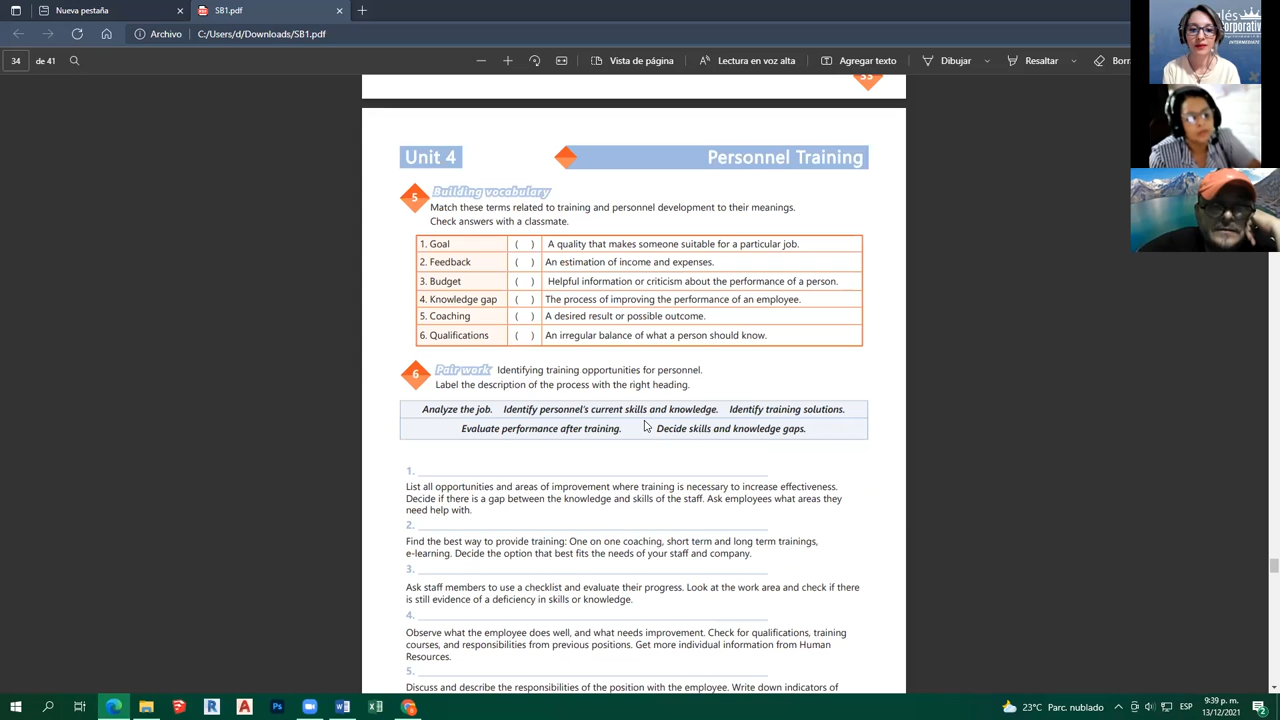 Nueva pestaña
SB1.pdf
Archivo
C:/Users/d/Downloads/SB1.pdf
34
de 41
Vista de página
Lectura en voz alta
Agregar texto
Dibujar
Resaltar
33
Unit 4
Personnel Training
5
Building vocabulary
Match these terms related to training and personnel development to their meanings.
Check answers with a classmate.
1. Goal ( ) A quality that makes someone suitable for a particular job.
2. Feedback ( ) An estimation of income and expenses.
3. Budget ( ) Helpful information or criticism about the performance of a person.
4. Knowledge gap ( ) The process of improving the performance of an employee.
5. Coaching ( ) A desired result or possible outcome.
6. Qualifications ( ) An irregular balance of what a person should know.
6
Pair work Identifying training opportunities for personnel.
Label the description of the process with the right heading.
Analyze the job. Identify personnel's current skills and knowledge. Identify training solutions.
Evaluate performance after training. Decide skills and knowledge gaps.
1.
List all opportunities and areas of improvement where training is necessary to increase effectiveness.
Decide if there is a gap between the knowledge and skills of the staff. Ask employees what areas they
need help with.
2.
Find the best way to provide training: One on one coaching, short term and long term trainings,
e-learning. Decide the option that best fits the needs of your staff and company.
3.
Ask staff members to use a checklist and evaluate their progress. Look at the work area and check if there
is still evidence of a deficiency in skills or knowledge.
4.
Observe what the employee does well, and what needs improvement. Check for qualifications, training
courses, and responsibilities from previous positions. Get more individual information from Human
Resources.
5.
Discuss and describe the responsibilities of the position with the employee. Write down indicators of
INTERMEDIATE
23°C Parc. nublado
ESP
9:39 p. m.
13/12/2021
2